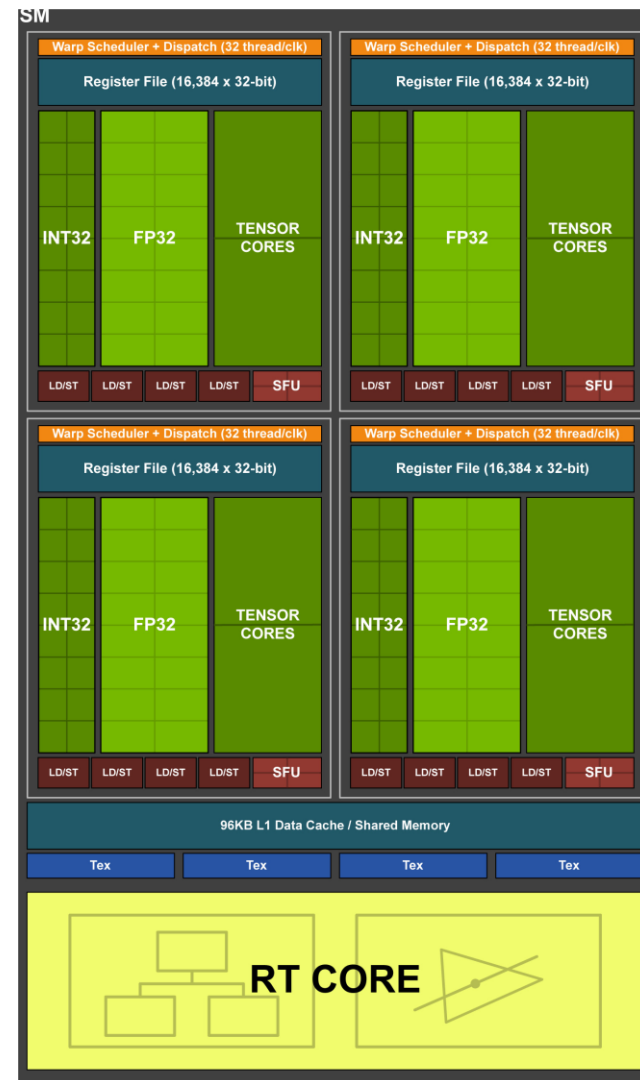 SM
Warp Scheduler + Dispatch (32 thread/clk)
Register File (16,384 x 32-bit)
INT32
FP32
TENSOR
CORES
LD/ST
LD/ST
LD/ST
LD/ST
SFU
Warp Scheduler + Dispatch (32 thread/clk)
Register File (16,384 x 32-bit)
INT32
FP32
TENSOR
CORES
LD/ST
LD/ST
LD/ST
LD/ST
SFU
Warp Scheduler + Dispatch (32 thread/clk)
Register File (16,384 x 32-bit)
INT32
FP32
TENSOR
CORES
LD/ST
LD/ST
LD/ST
LD/ST
SFU
Warp Scheduler + Dispatch (32 thread/clk)
Register File (16,384 x 32-bit)
INT32
FP32
TENSOR
CORES
LD/ST
LD/ST
LD/ST
LD/ST
SFU
96KB L1 Data Cache / Shared Memory
Tex
Tex
Tex
Tex
RT CORE